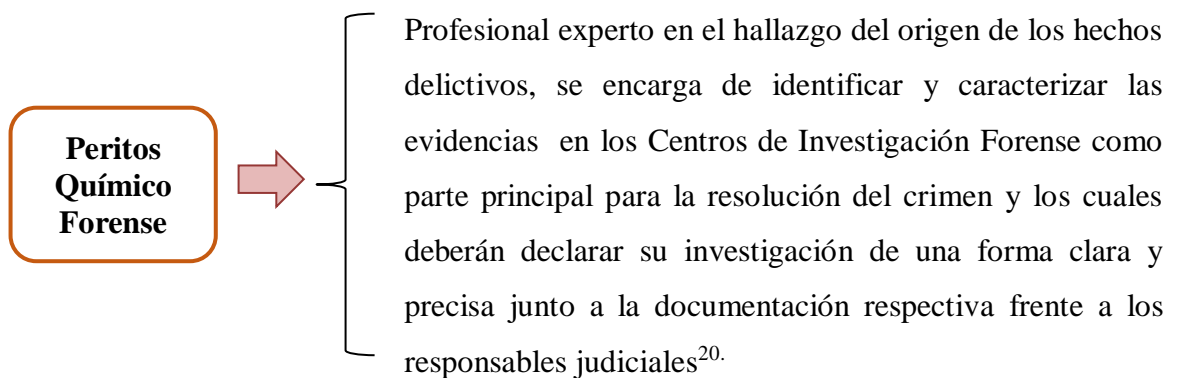 Peritos
Químico
Forense
Profesional experto en el hallazgo del origen de los hechos
delictivos, se encarga de identificar y caracterizar las
evidencias en los Centros de Investigación Forense como
parte principal para la resolución del crimen y los cuales
deberán declarar su investigación de una forma clara y
precisa junto a la documentación respectiva frente a los
responsables judiciales20.